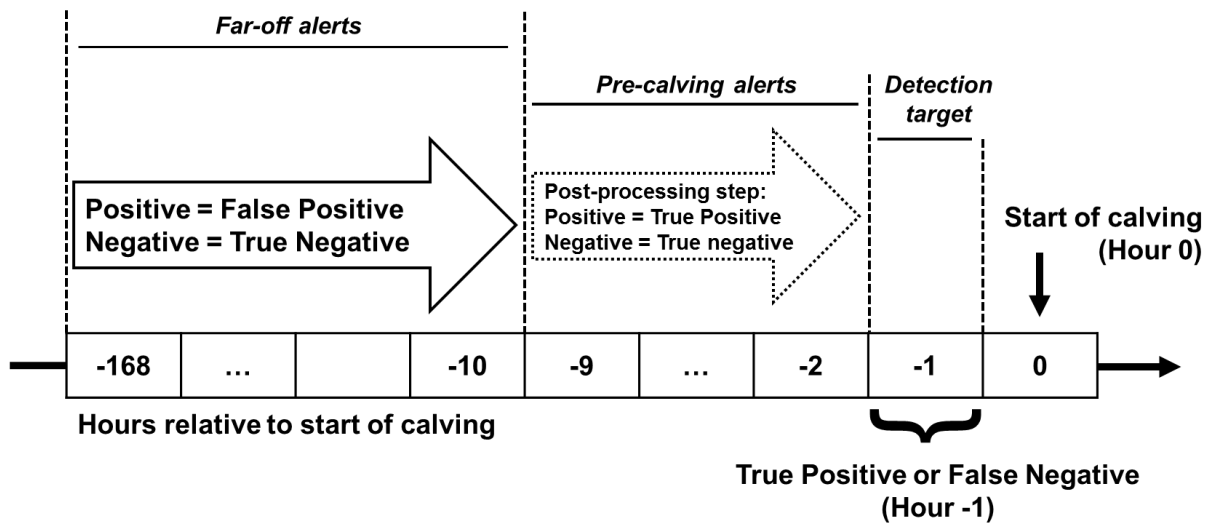 Far-off alerts
Pre-calving alerts
Detection
target
Positive = False Positive
Negative = True Negative
Post-processing step:
Positive = True Positive
Negative = True negative
Start of calving
(Hour 0)
-168 … -10 -9 … -2 -1 0
Hours relative to start of calving
True Positive or False Negative
(Hour -1)